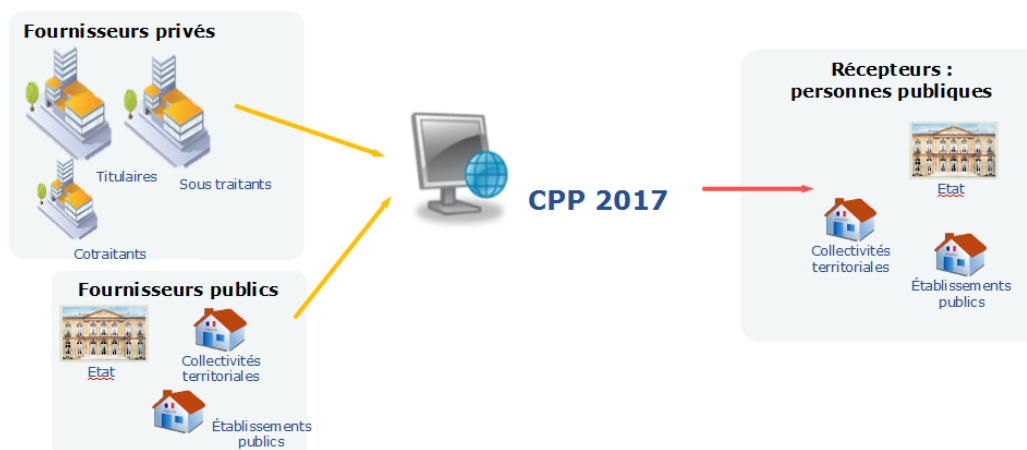 Fournisseurs privés
Titulaires
Sous traitants
Cotraitants
Fournisseurs publics
Etat
Collectivités
territoriales
Établissements
publics
CPP 2017
Récepteurs :
personnes publiques
Etat
Collectivités
territoriales
Établissements
publics